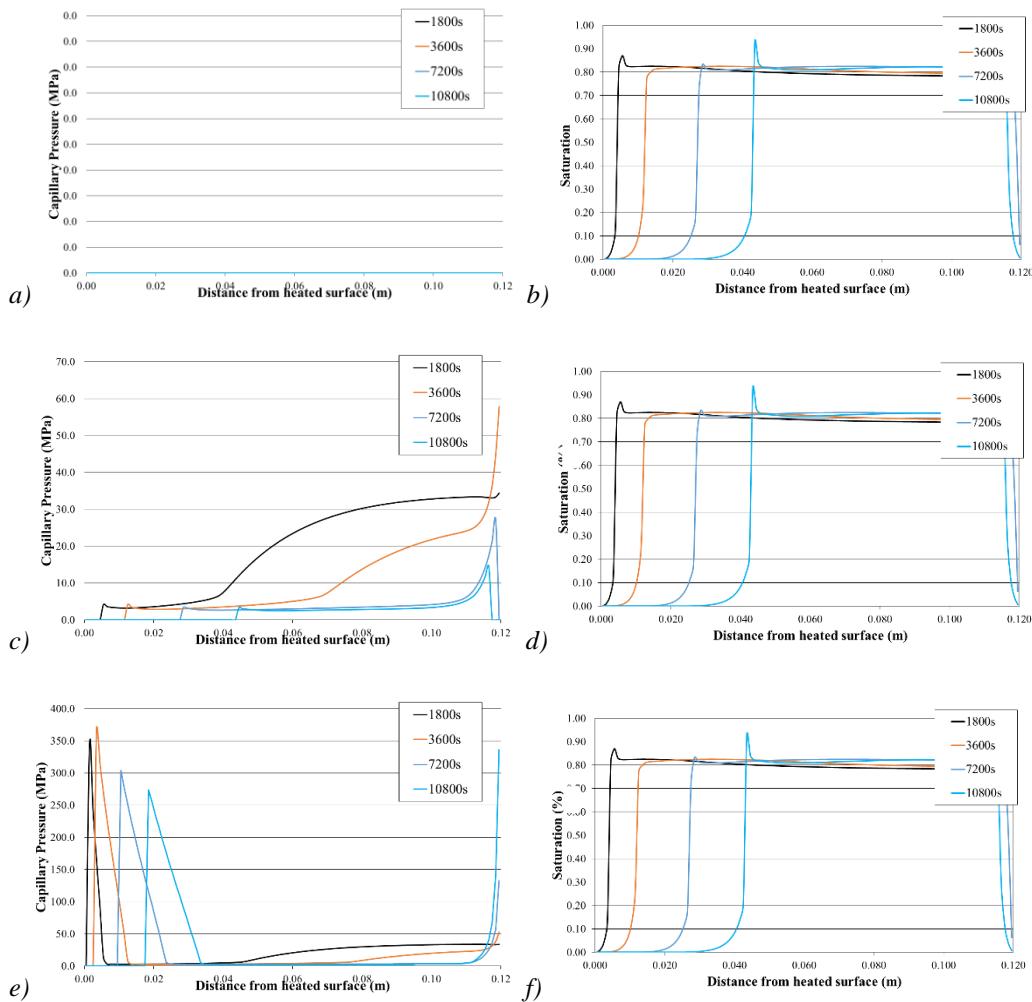 a)
Capillary Pressure (MPa)
0.0
0.0
0.0
0.0
0.0
0.0
0.0
0.0
0.0
0.0
0.0
0.00 0.02 0.04 0.06 0.08 0.10 0.12
Distance from heated surface (m)
1800s
3600s
7200s
10800s
b)
Saturation
1.00
0.90
0.80
0.70
0.60
0.50
0.40
0.30
0.20
0.10
0.00
0.000 0.020 0.040 0.060 0.080 0.100 0.120
Distance from heated surface (m)
1800s
3600s
7200s
10800s
c)
Capillary Pressure (MPa)
70.0
60.0
50.0
40.0
30.0
20.0
10.0
0.0
0.00 0.02 0.04 0.06 0.08 0.10 0.12
Distance from heated surface (m)
1800s
3600s
7200s
10800s
d)
Saturation
1.00
0.90
0.80
0.70
0.60
0.50
0.40
0.30
0.20
0.10
0.00
0.000 0.020 0.040 0.060 0.080 0.100 0.120
Distance from heated surface (m)
1800s
3600s
7200s
10800s
e)
Capillary Pressure (MPa)
400.0
350.0
300.0
250.0
200.0
150.0
100.0
50.0
0.0
0.00 0.02 0.04 0.06 0.08 0.10 0.12
Distance from heated surface (m)
1800s
3600s
7200s
10800s
f)
Saturation (%)
1.00
0.90
0.80
0.70
0.60
0.50
0.40
0.30
0.20
0.10
0.00
0.000 0.020 0.040 0.060 0.080 0.100 0.120
Distance from heated surface (m)
1800s
3600s
7200s
10800s